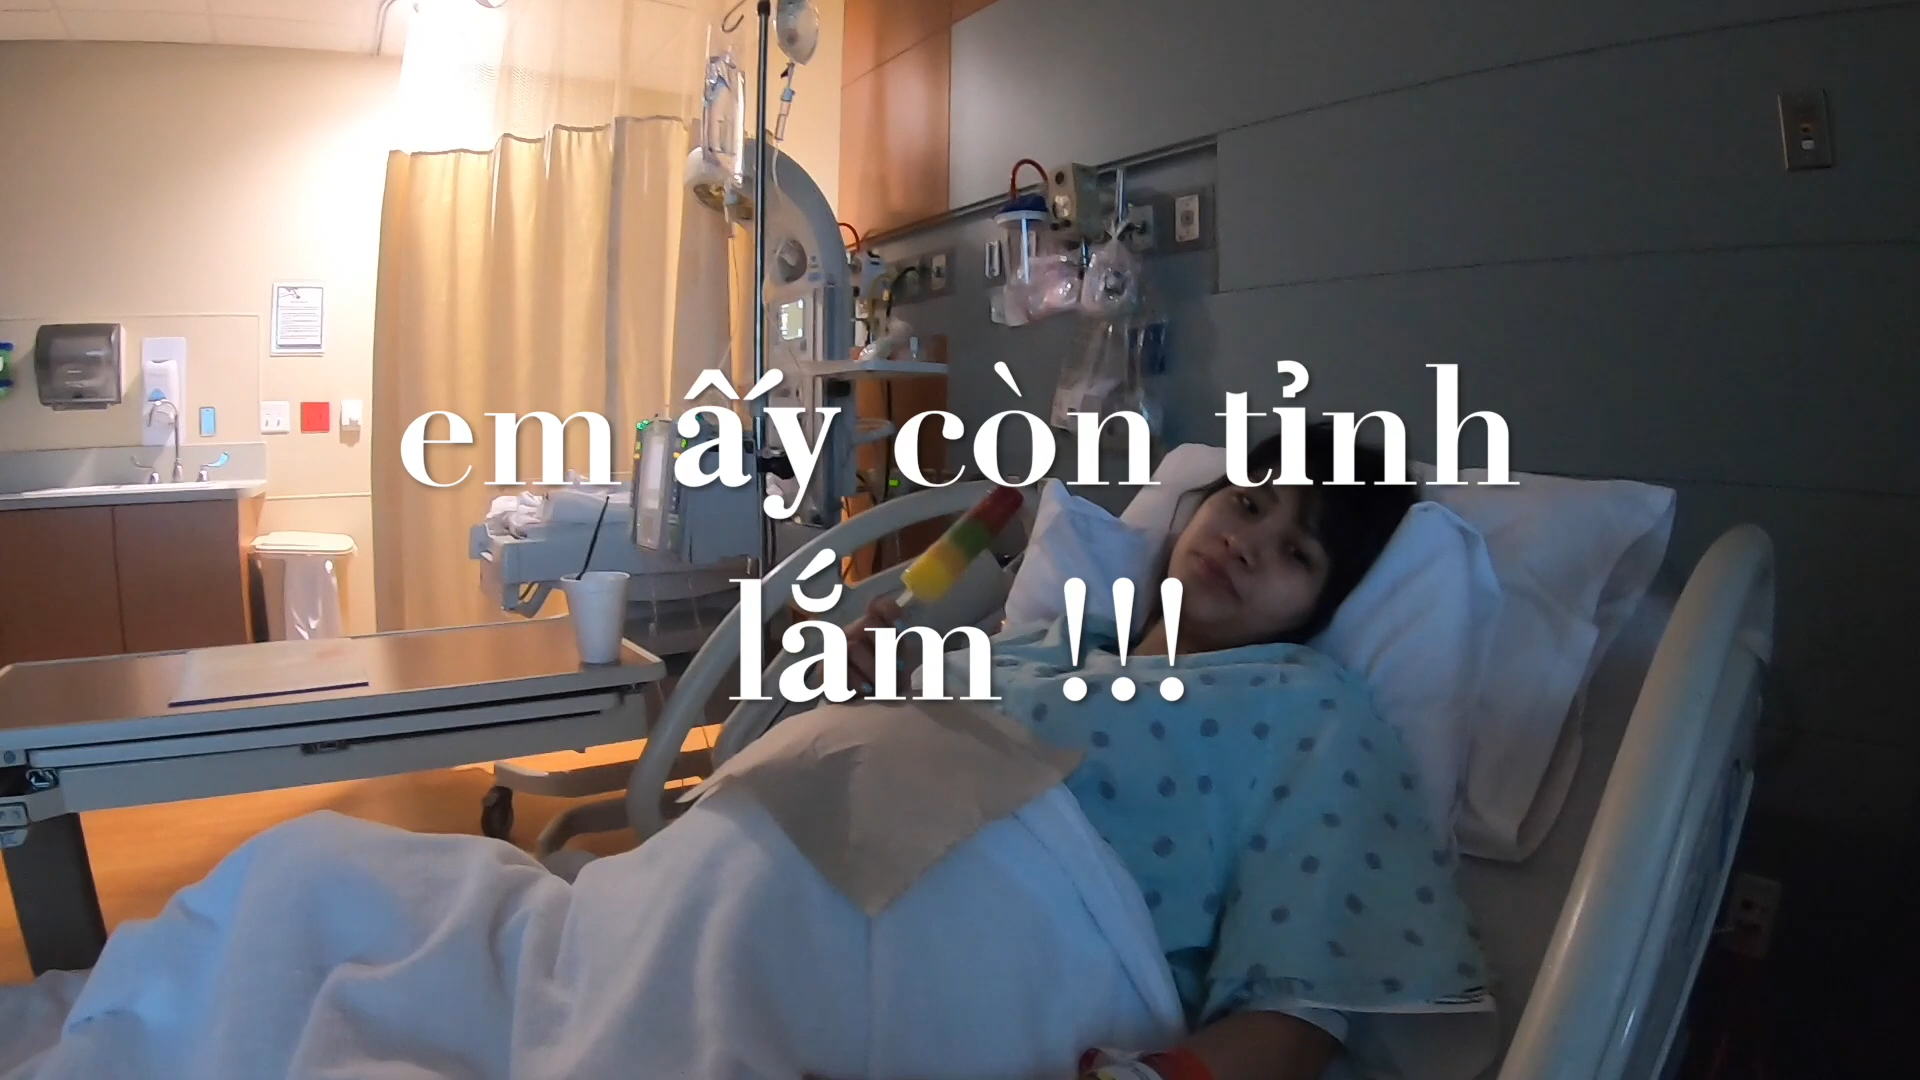 em ấy còn tỉnh
lắm !!!